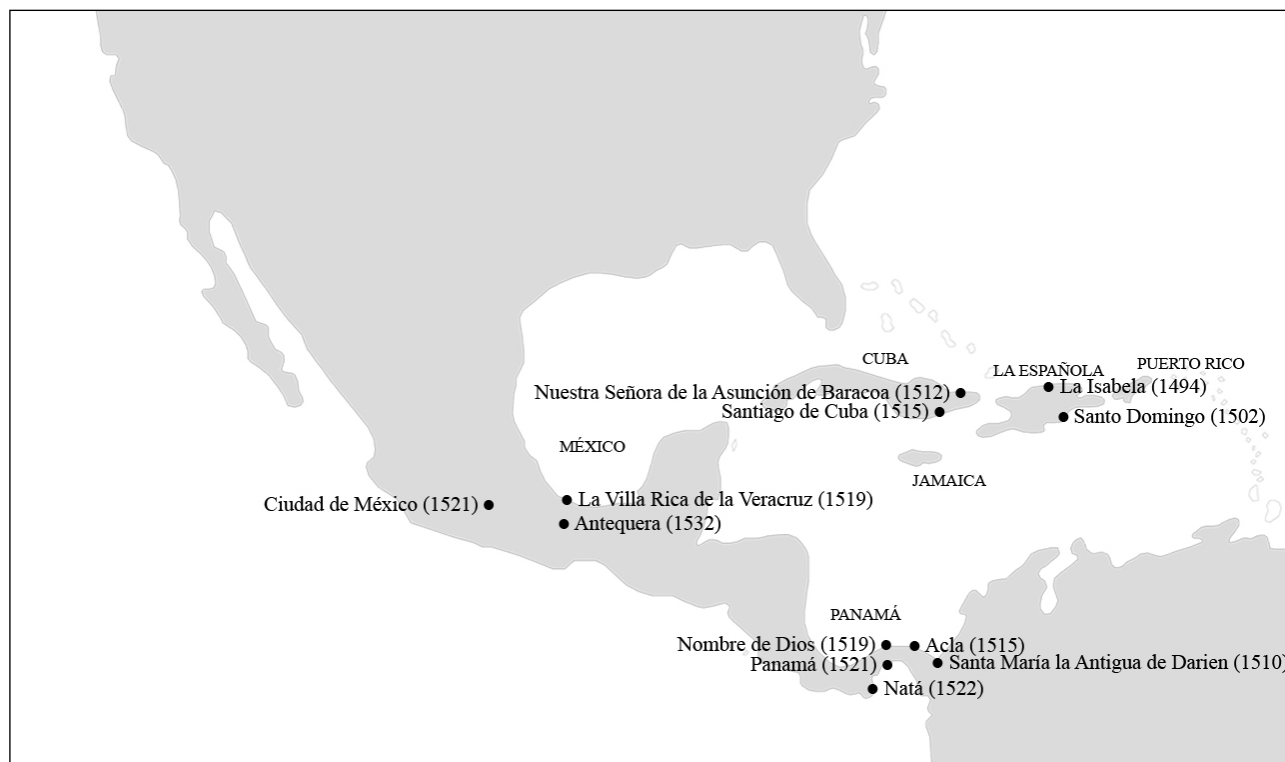 CUBA
PUERTO RICO
LA ESPAÑOLA
Nuestra Señora de la Asunción de Baracoa (1512)
La Isabela (1494)
Santiago de Cuba (1515)
Santo Domingo (1502)
MÉXICO
JAMAICA
Ciudad de México (1521)
La Villa Rica de la Veracruz (1519)
Antequera (1532)
PANAMÁ
Nombre de Dios (1519)
Acla (1515)
Panamá (1521)
Santa María la Antigua de Darien (1510)
Natá (1522)